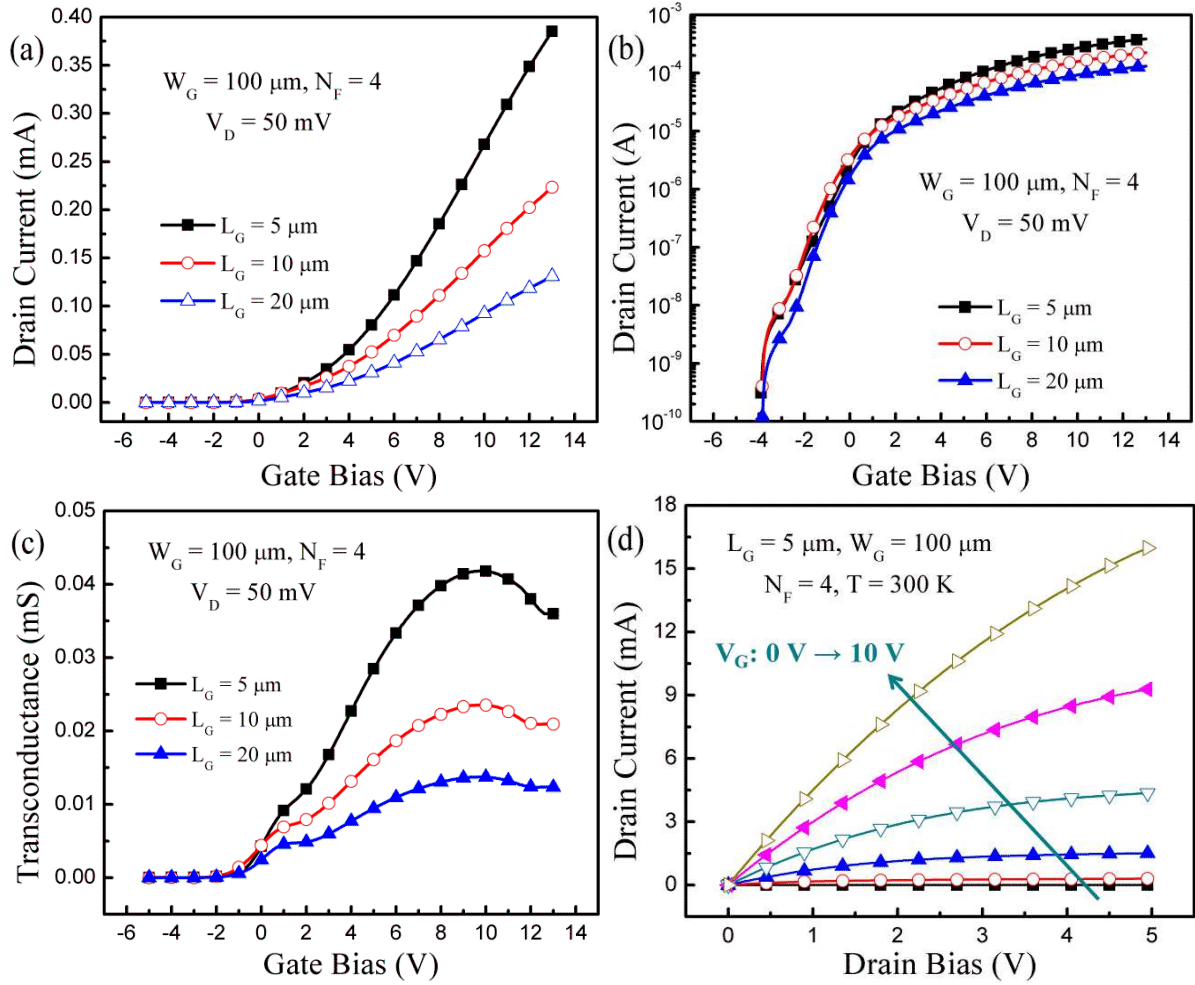 (a)
0.40
0.35
0.30
0.25
0.20
0.15
0.10
0.05
0.00
Drain Current (mA)
W_G = 100 μm, N_F = 4
V_D = 50 mV
L_G = 5 μm
L_G = 10 μm
L_G = 20 μm
-6 -4 -2 0 2 4 6 8 10 12 14
Gate Bias (V)
(b)
10^-3
10^-4
10^-5
10^-6
10^-7
10^-8
10^-9
10^-10
Drain Current (A)
W_G = 100 μm, N_F = 4
V_D = 50 mV
L_G = 5 μm
L_G = 10 μm
L_G = 20 μm
-6 -4 -2 0 2 4 6 8 10 12 14
Gate Bias (V)
(c)
0.05
0.04
0.03
0.02
0.01
0.00
Transconductance (mS)
W_G = 100 μm, N_F = 4
V_D = 50 mV
L_G = 5 μm
L_G = 10 μm
L_G = 20 μm
-6 -4 -2 0 2 4 6 8 10 12 14
Gate Bias (V)
(d)
18
15
12
9
6
3
0
Drain Current (mA)
L_G = 5 μm, W_G = 100 μm
N_F = 4, T = 300 K
V_G: 0 V → 10 V
0 1 2 3 4 5
Drain Bias (V)